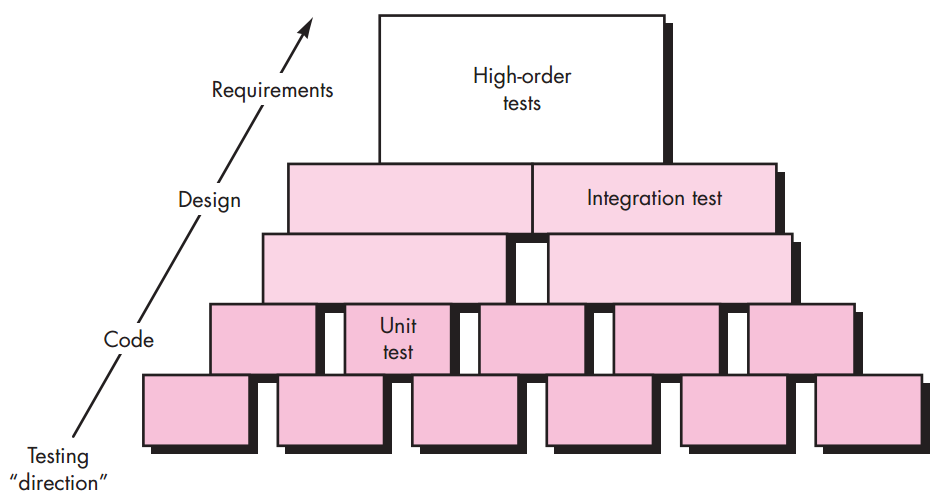 High-order
tests
Requirements
Design
Integration test
Unit
test
Code
Testing
“direction”